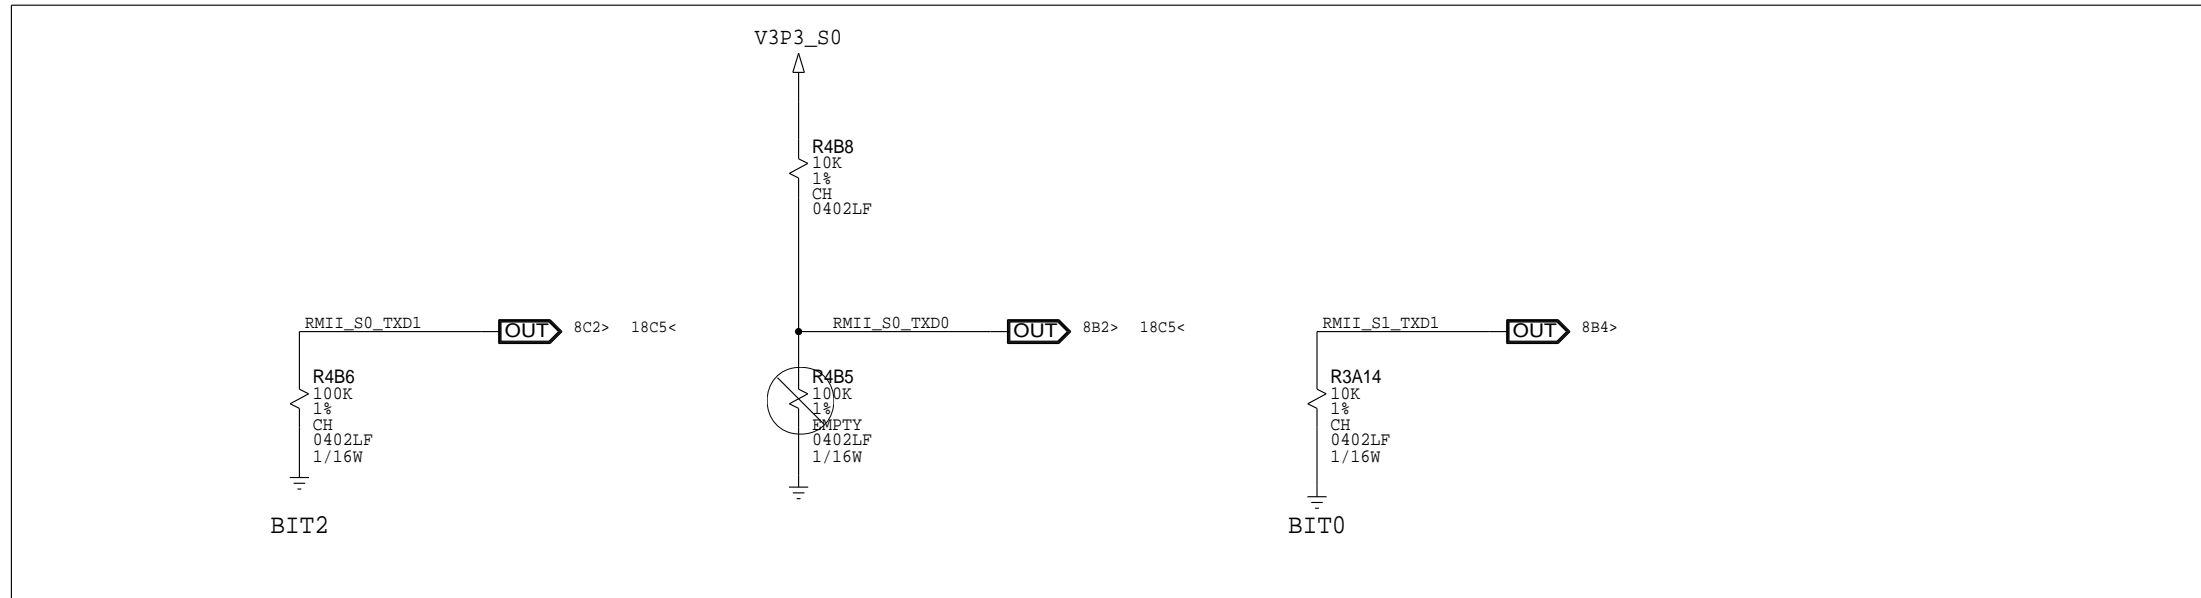 V3P3_S0
R4B8
10K
1%
CH
0402LF
RMII_S0_TXD1
OUT
8C2> 18C5<
RMII_S0_TXD0
OUT
8B2> 18C5<
RMII_S1_TXD1
OUT
8B4>
R4B6
100K
1%
CH
0402LF
1/16W
R4B5
100K
1%
EMPTY
0402LF
1/16W
R3A14
10K
1%
CH
0402LF
1/16W
BIT2
BIT0